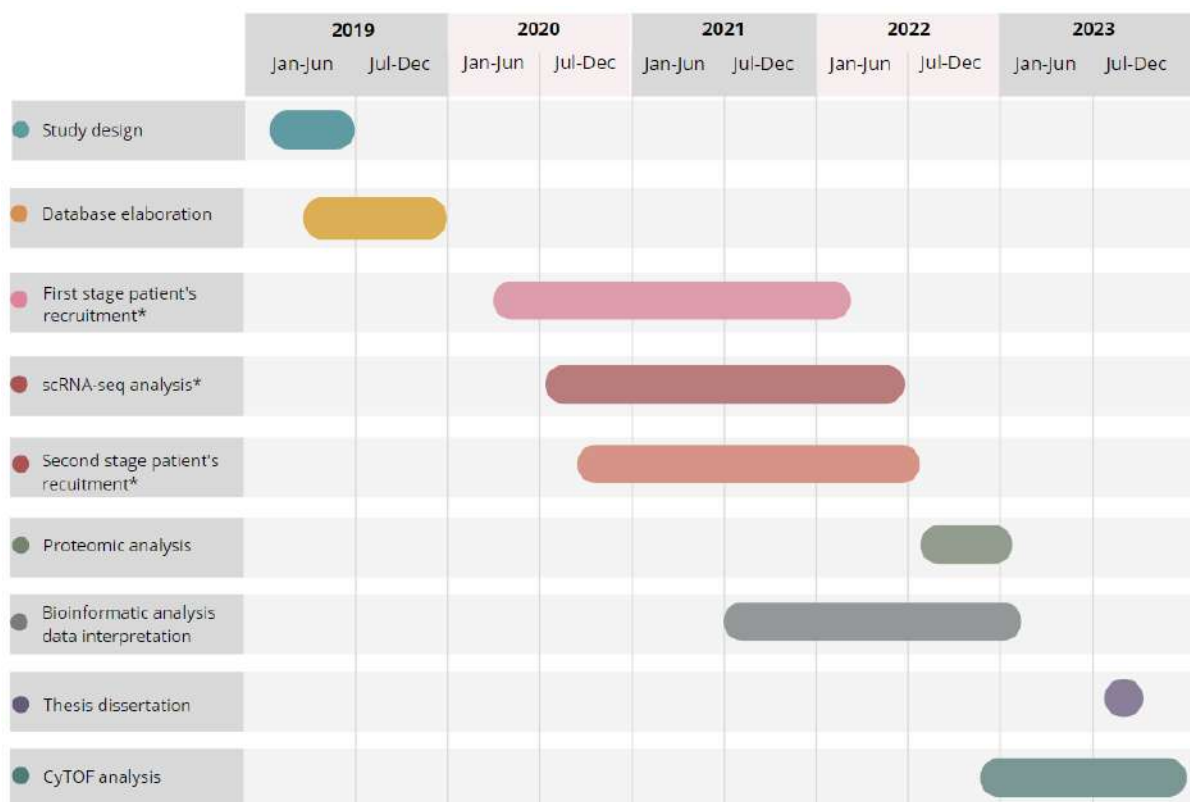 2019 2020 2021 2022 2023
Jan-Jun Jul-Dec Jan-Jun Jul-Dec Jan-Jun Jul-Dec Jan-Jun Jul-Dec Jan-Jun Jul-Dec
Study design
Database elaboration
First stage patient's
recruitment*
scRNA-seq analysis*
Second stage patient's
recuitment*
Proteomic analysis
Bioinformatic analysis
data interpretation
Thesis dissertation
CyTOF analysis